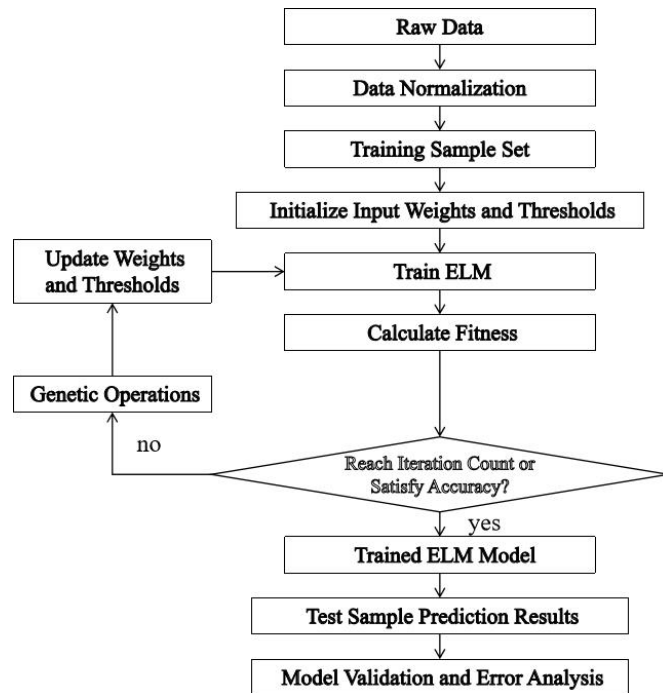 Raw Data
Data Normalization
Training Sample Set
Initialize Input Weights and Thresholds
Update Weights
and Thresholds
Train ELM
Calculate Fitness
Genetic Operations
no
Reach Iteration Count or
Satisfy Accuracy?
yes
Trained ELM Model
Test Sample Prediction Results
Model Validation and Error Analysis